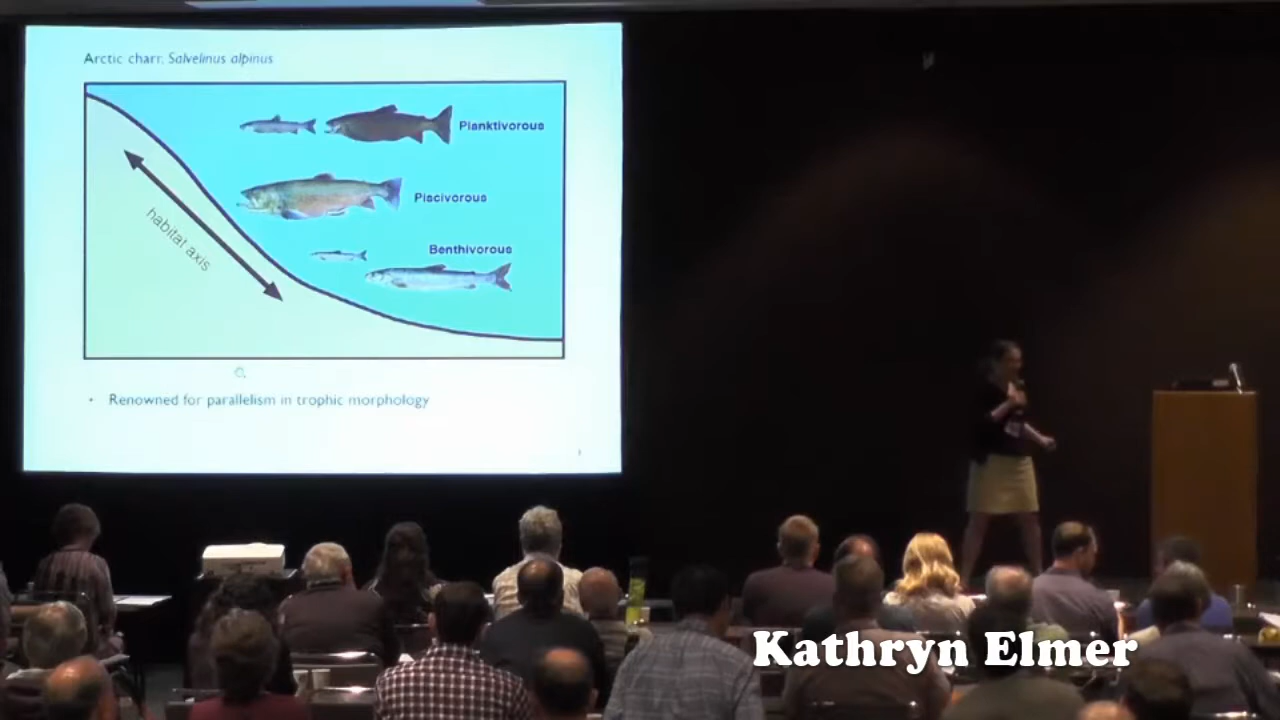 Arctic charr: Salvelinus alpinus
Planktivorous
Piscivorous
habitat axis
Benthivorous
• Renowned for parallelism in trophic morphology
Kathryn Elmer